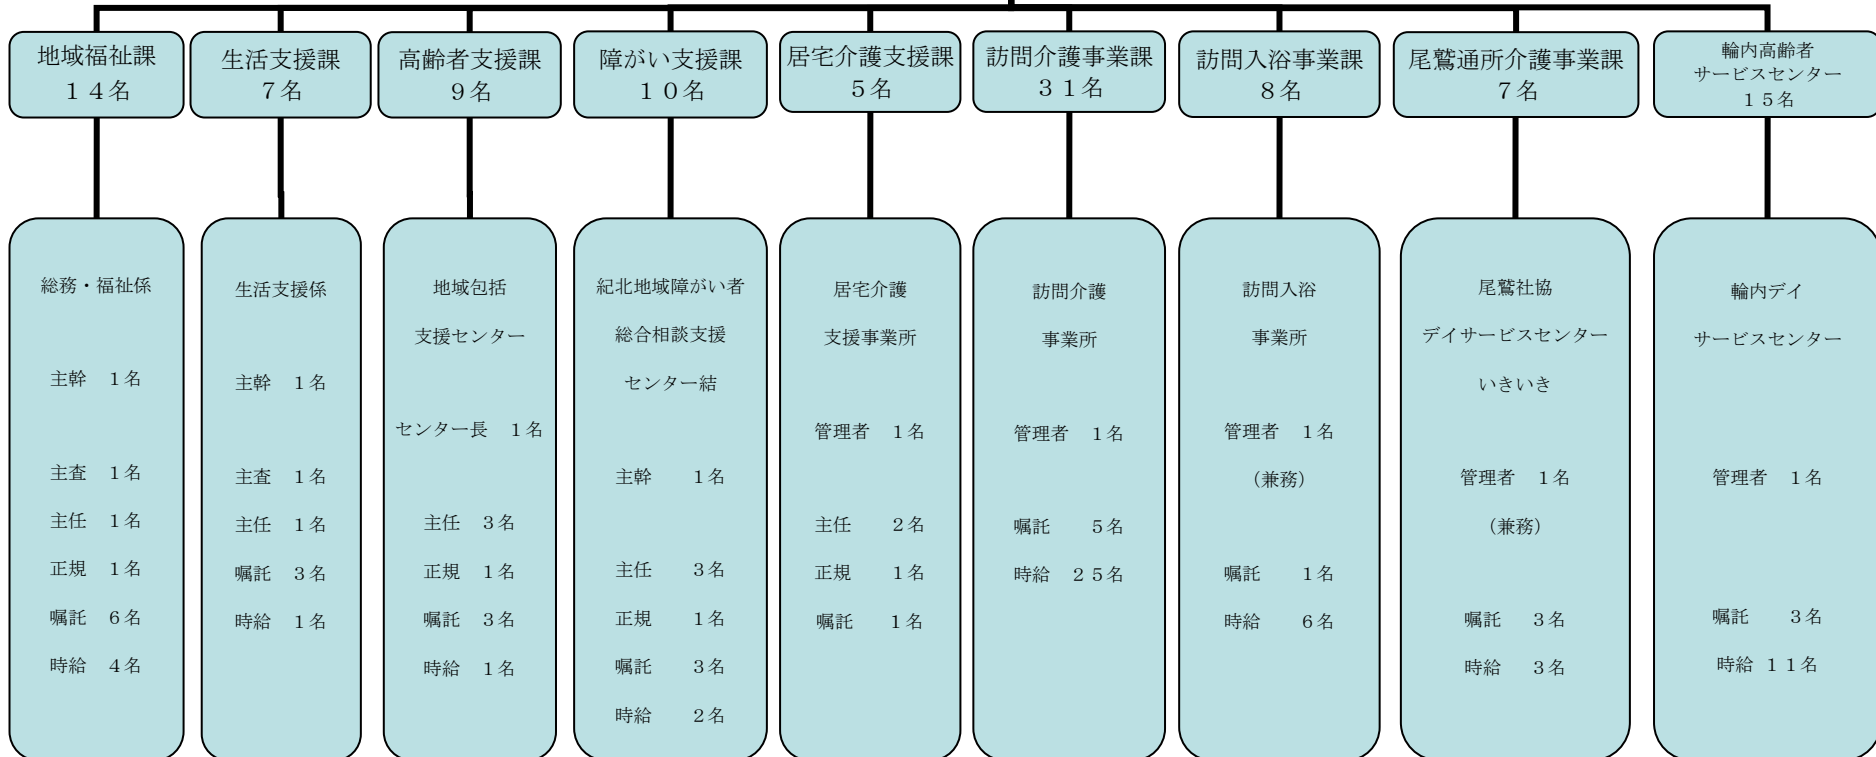 地域福祉課
１４名
生活支援課
７名
高齢者支援課
９名
障がい支援課
１０名
居宅介護支援課
５名
訪問介護事業課
３１名
訪問入浴事業課
８名
尾鷲通所介護事業課
７名
輪内高齢者
サービスセンター
１５名
総務・福祉係
主幹　１名
主査　１名
主任　１名
正規　１名
嘱託　６名
時給　４名
生活支援係
主幹　１名
主査　１名
主任　１名
嘱託　３名
時給　１名
地域包括
支援センター
センター長　１名
主任　３名
正規　１名
嘱託　３名
時給　１名
紀北地域障がい者
総合相談支援
センター結
主幹　　１名
主任　　３名
正規　　１名
嘱託　　３名
時給　　２名
居宅介護
支援事業所
管理者　１名
主任　　２名
正規　　１名
嘱託　　１名
訪問介護
事業所
管理者　１名
嘱託　　５名
時給　２５名
訪問入浴
事業所
管理者　１名
（兼務）
嘱託　　１名
時給　　６名
尾鷲社協
デイサービスセンター
いきいき
管理者　１名
（兼務）
嘱託　　３名
時給　　３名
輪内デイ
サービスセンター
管理者　１名
嘱託　　３名
時給 １１名